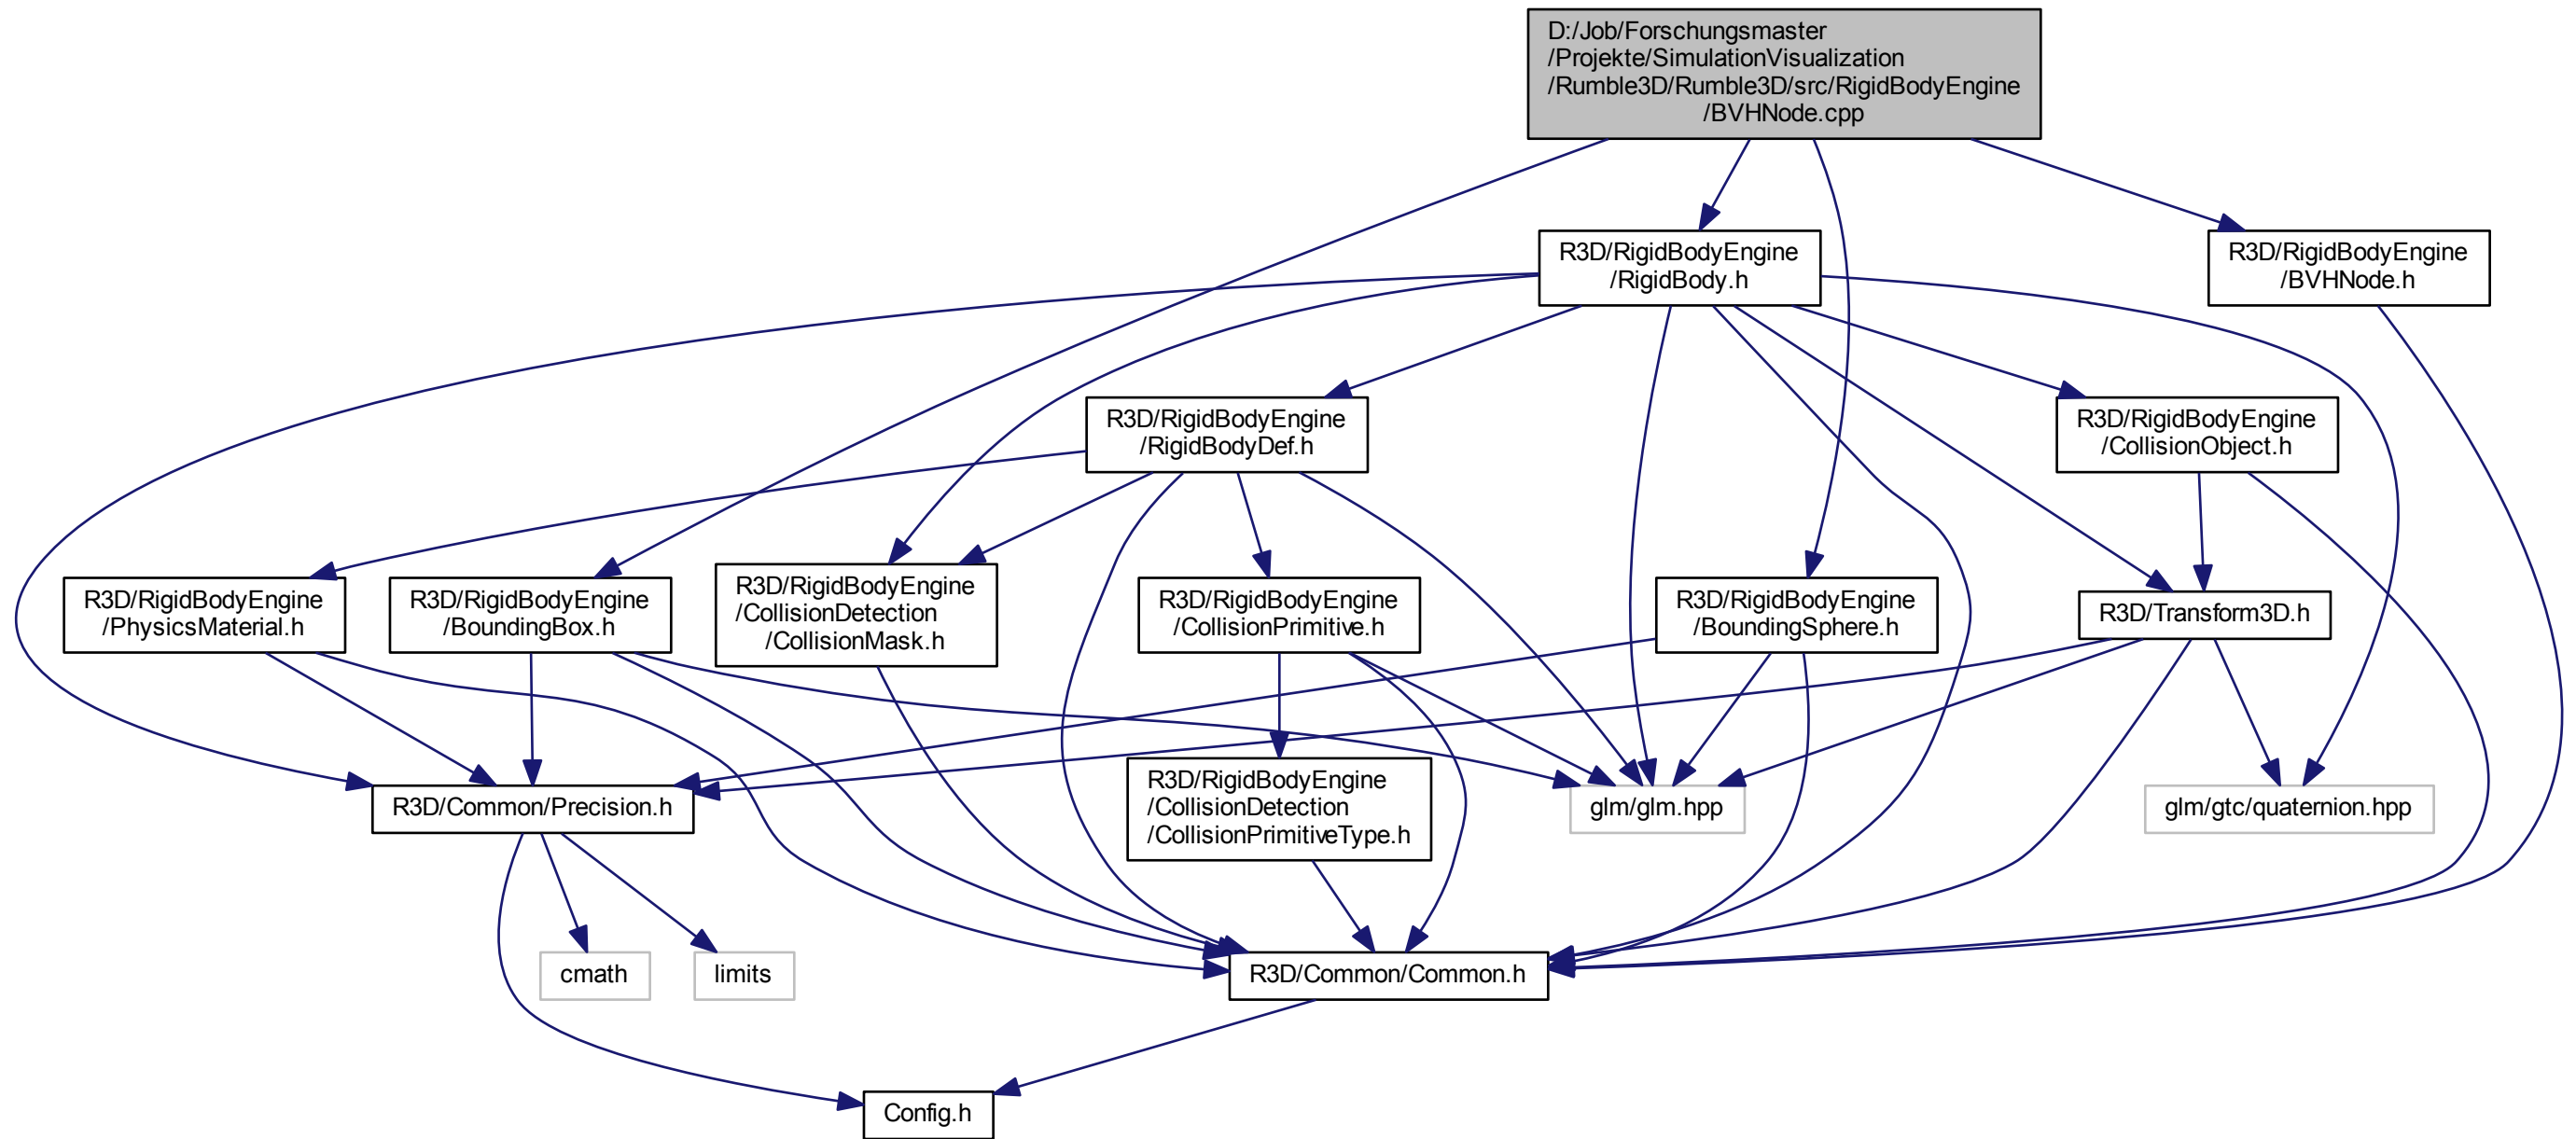 D:/Job/Forschungsmaster
/Projekte/SimulationVisualization
/Rumble3D/Rumble3D/src/RigidBodyEngine
/BVHNode.cpp
R3D/RigidBodyEngine
/RigidBody.h
R3D/RigidBodyEngine
/BVHNode.h
R3D/RigidBodyEngine
/RigidBodyDef.h
R3D/RigidBodyEngine
/CollisionObject.h
R3D/RigidBodyEngine
/PhysicsMaterial.h
R3D/RigidBodyEngine
/BoundingBox.h
R3D/RigidBodyEngine
/CollisionDetection
/CollisionMask.h
R3D/RigidBodyEngine
/CollisionPrimitive.h
R3D/RigidBodyEngine
/BoundingSphere.h
R3D/Transform3D.h
R3D/Common/Precision.h
R3D/RigidBodyEngine
/CollisionDetection
/CollisionPrimitiveType.h
glm/glm.hpp
glm/gtc/quaternion.hpp
cmath
limits
R3D/Common/Common.h
Config.h